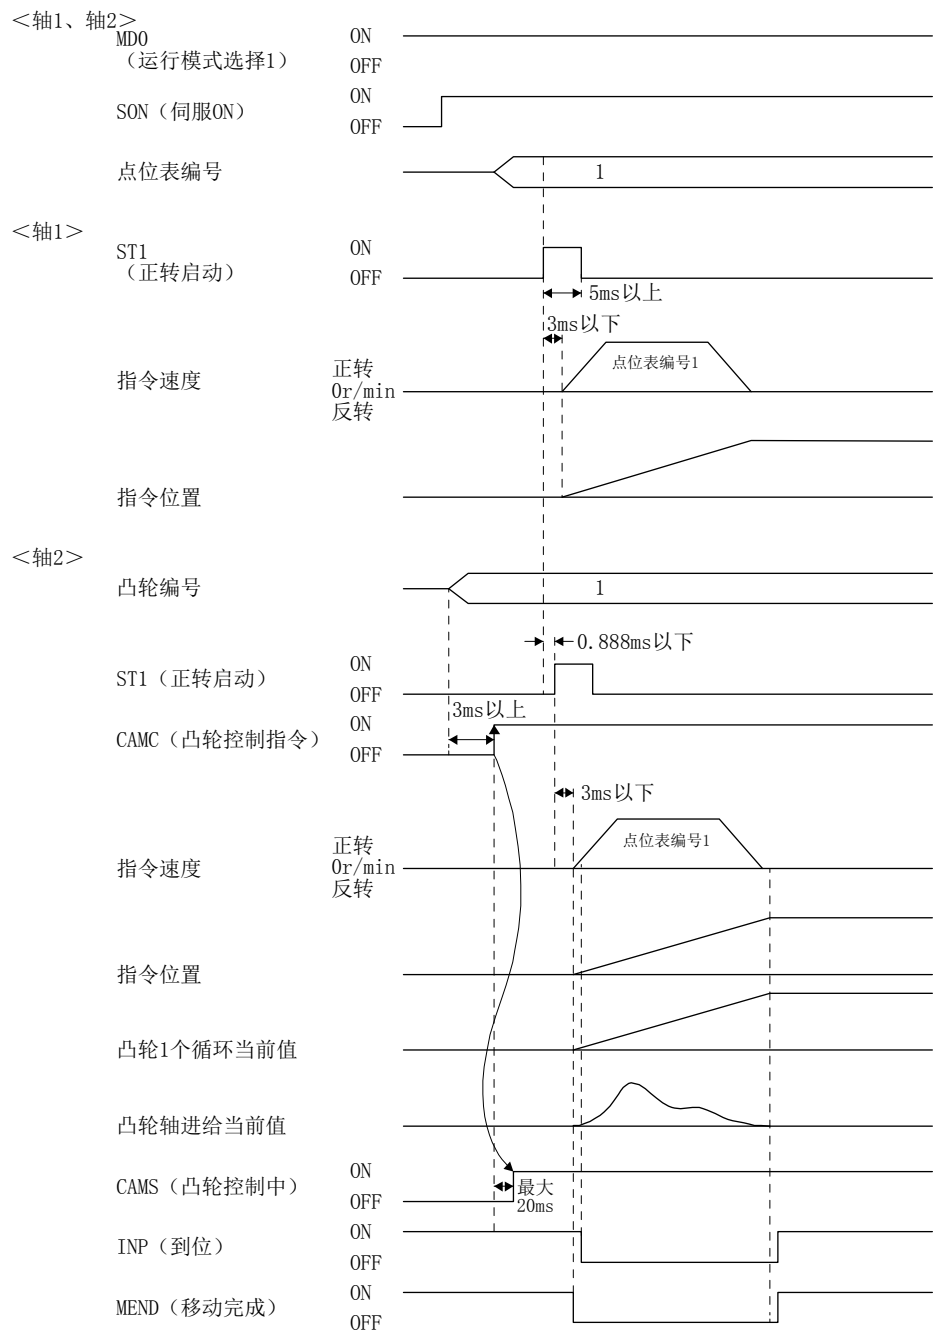 ＜轴1、轴2＞
MD0 ON
（运行模式选择1） OFF
SON（伺服ON） ON
OFF
点位表编号 1
＜轴1＞
ST1 ON
（正转启动） OFF
5ms以上
3ms以下
指令速度 正转
0r/min
反转
点位表编号1
指令位置
＜轴2＞
凸轮编号 1
0.888ms以下
ST1（正转启动） ON
OFF
3ms以上
CAMC（凸轮控制指令） ON
OFF
3ms以下
指令速度 正转
0r/min
反转
点位表编号1
指令位置
凸轮1个循环当前值
凸轮轴进给当前值
CAMS（凸轮控制中） ON
OFF
最大
20ms
INP（到位） ON
OFF
MEND（移动完成） ON
OFF